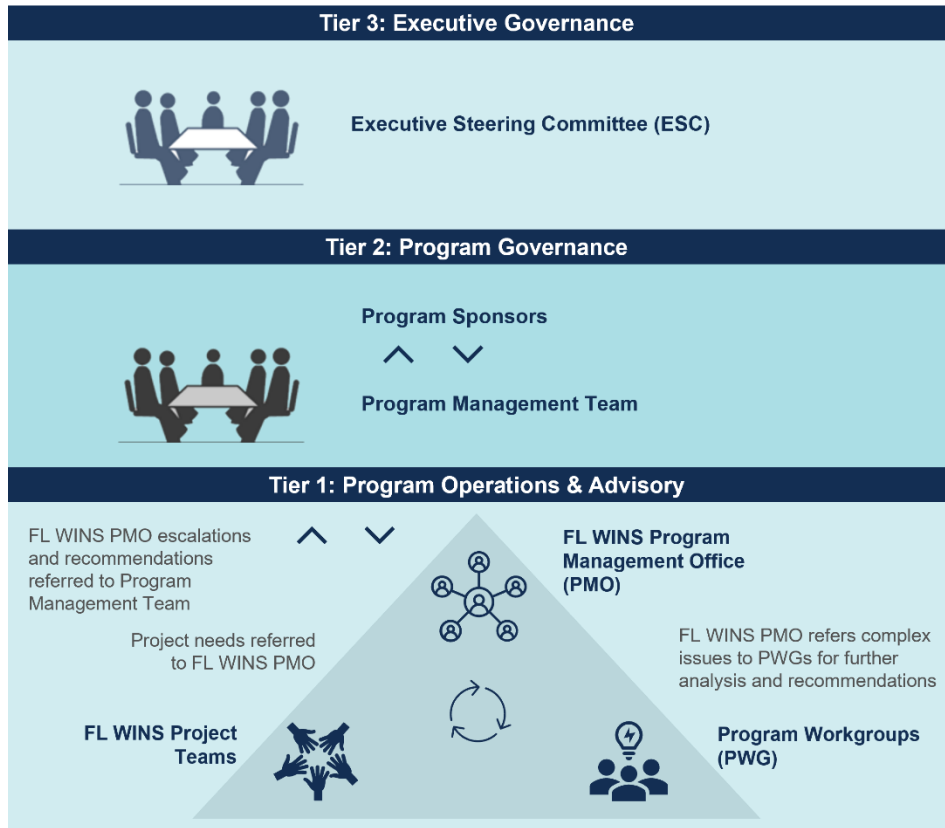 Tier 3: Executive Governance
Executive Steering Committee (ESC)
Tier 2: Program Governance
Program Sponsors
Program Management Team
Tier 1: Program Operations & Advisory
FL WINS PMO escalations
and recommendations
referred to Program
Management Team
FL WINS Program
Management Office
(PMO)
Project needs referred
to FL WINS PMO
FL WINS PMO refers complex
issues to PWGs for further
analysis and recommendations
FL WINS Project
Teams
Program Workgroups
(PWG)